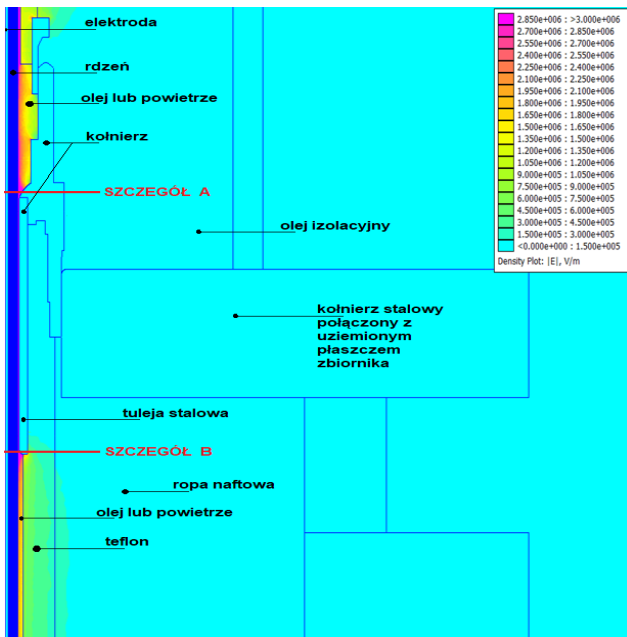 elektroda
rdzeń
olej lub powietrze
kołnierz
SZCZEGÓŁ A
olej izolacyjny
kołnierz stalowy
połączony z
uziemionym
płaszczem
zbiornika
tuleja stalowa
SZCZEGÓŁ B
ropa naftowa
olej lub powietrze
teflon
2.850e+006 : >3.000e+006
2.700e+006 : 2.850e+006
2.550e+006 : 2.700e+006
2.400e+006 : 2.550e+006
2.250e+006 : 2.400e+006
2.100e+006 : 2.250e+006
1.950e+006 : 2.100e+006
1.800e+006 : 1.950e+006
1.650e+006 : 1.800e+006
1.500e+006 : 1.650e+006
1.350e+006 : 1.500e+006
1.200e+006 : 1.350e+006
1.050e+006 : 1.200e+006
9.000e+005 : 1.050e+006
7.500e+005 : 9.000e+005
6.000e+005 : 7.500e+005
4.500e+005 : 6.000e+005
3.000e+005 : 4.500e+005
1.500e+005 : 3.000e+005
<0.000e+000 : 1.500e+005
Density Plot: |E|, V/m